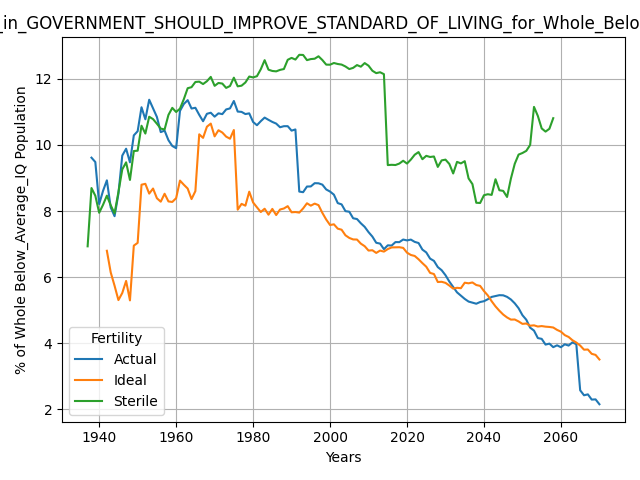 _in_GOVERNMENT_SHOULD_IMPROVE_STANDARD_OF_LIVING_for_Whole_Belo
% of Whole Below_Average_IQ Population
12
10
8
6
4
2
Fertility
Actual
Ideal
Sterile
1940 1960 1980 2000 2020 2040 2060
Years